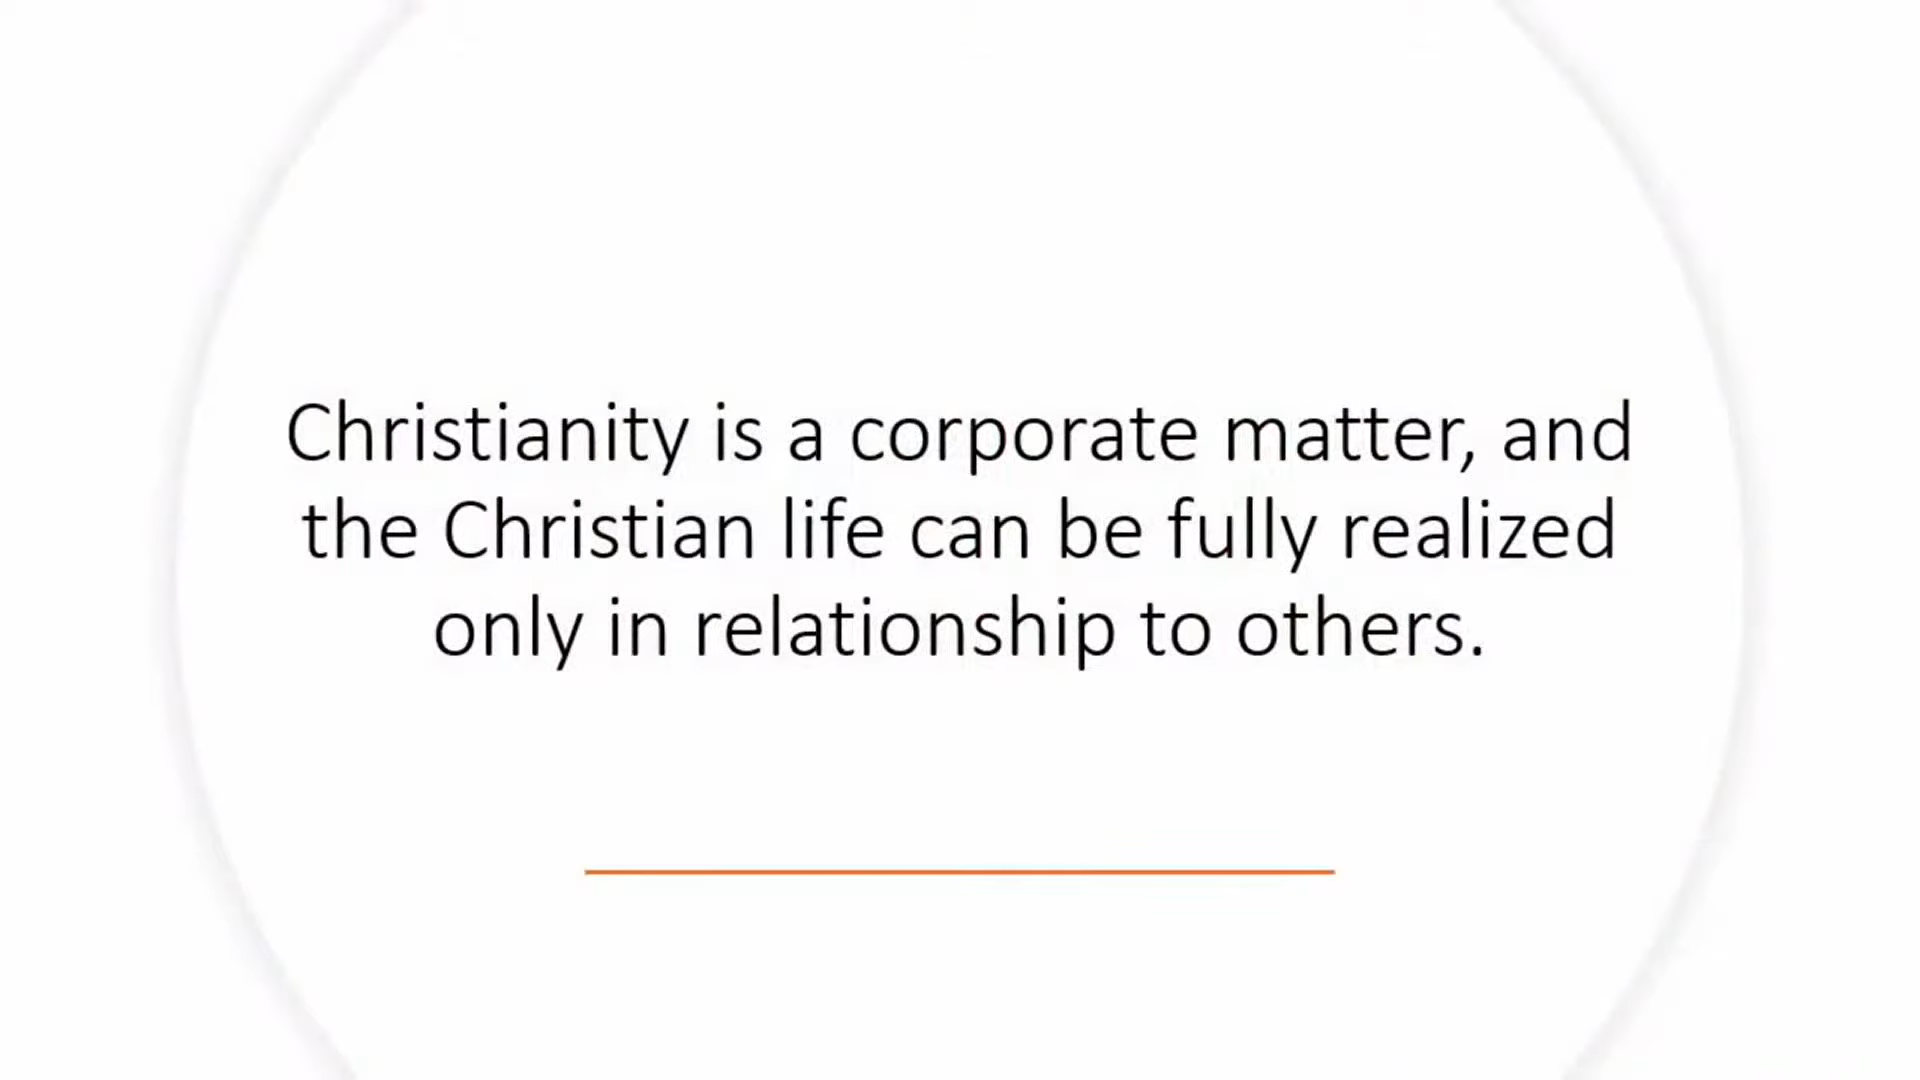 Christianity is a corporate matter, and
the Christian life can be fully realized
only in relationship to others.